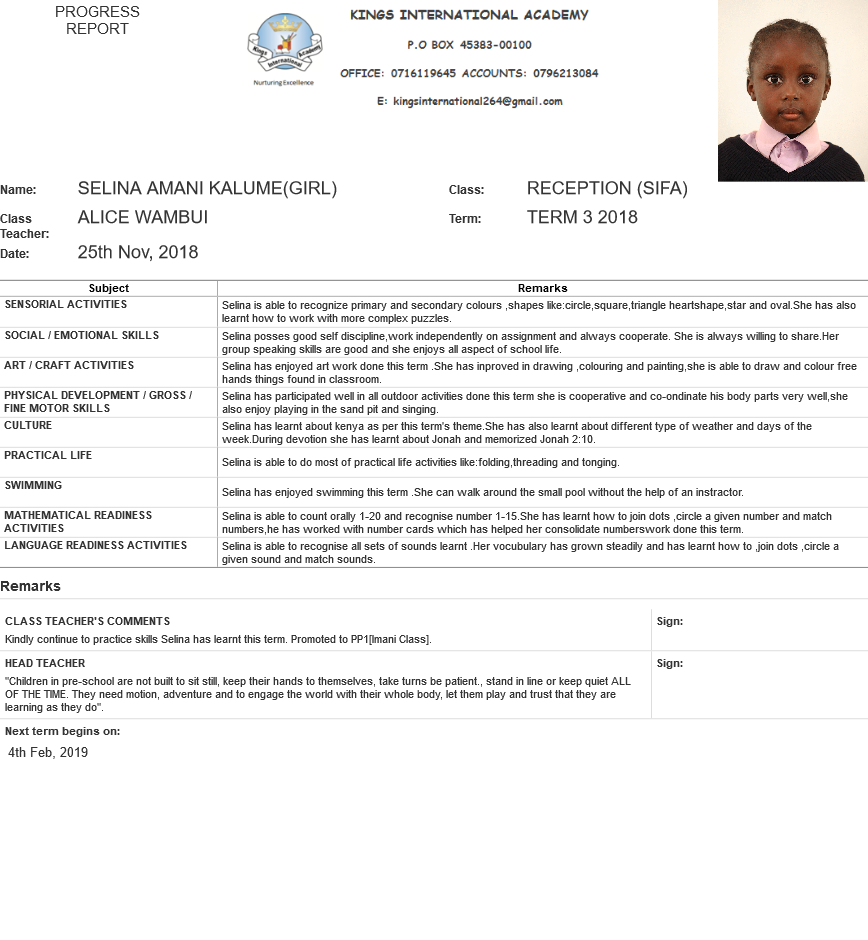 PROGRESS
REPORT
KINGS INTERNATIONAL ACADEMY
P.O BOX 45383-00100
OFFICE: 0716119645 ACCOUNTS: 0796213084
E: kingsinternational264@gmail.com
Kings Academy
International
Nurturing Excellence
Name: SELINA AMANI KALUME(GIRL) Class: RECEPTION (SIFA)
Class Teacher: ALICE WAMBUI Term: TERM 3 2018
Date: 25th Nov, 2018
Subject Remarks
SENSORIAL ACTIVITIES
Selina is able to recognize primary and secondary colours ,shapes like:circle,square,triangle heartshape,star and oval.She has also
learnt how to work with more complex puzzles.
SOCIAL / EMOTIONAL SKILLS
Selina posses good self discipline,work independently on assignment and always cooperate. She is always willing to share.Her
group speaking skills are good and she enjoys all aspect of school life.
ART / CRAFT ACTIVITIES
Selina has enjoyed art work done this term .She has inproved in drawing ,colouring and painting,she is able to draw and colour free
hands things found in classroom.
PHYSICAL DEVELOPMENT / GROSS /
FINE MOTOR SKILLS
Selina has participated well in all outdoor activities done this term she is cooperative and co-ondinate his body parts very well,she
also enjoy playing in the sand pit and singing.
CULTURE
Selina has learnt about kenya as per this term's theme.She has also learnt about different type of weather and days of the
week.During devotion she has learnt about Jonah and memorized Jonah 2:10.
PRACTICAL LIFE
Selina is able to do most of practical life activities like:folding,threading and tonging.
SWIMMING
Selina has enjoyed swimming this term .She can walk around the small pool without the help of an instractor.
MATHEMATICAL READINESS
ACTIVITIES
Selina is able to count orally 1-20 and recognise number 1-15.She has learnt how to join dots ,circle a given number and match
numbers,he has worked with number cards which has helped her consolidate numberswork done this term.
LANGUAGE READINESS ACTIVITIES
Selina is able to recognise all sets of sounds learnt .Her vocubulary has grown steadily and has learnt how to ,join dots ,circle a
given sound and match sounds.
Remarks
CLASS TEACHER'S COMMENTS Sign:
Kindly continue to practice skills Selina has learnt this term. Promoted to PP1[Imani Class].
HEAD TEACHER Sign:
"Children in pre-school are not built to sit still, keep their hands to themselves, take turns be patient., stand in line or keep quiet ALL
OF THE TIME. They need motion, adventure and to engage the world with their whole body, let them play and trust that they are
learning as they do".
Next term begins on:
4th Feb, 2019